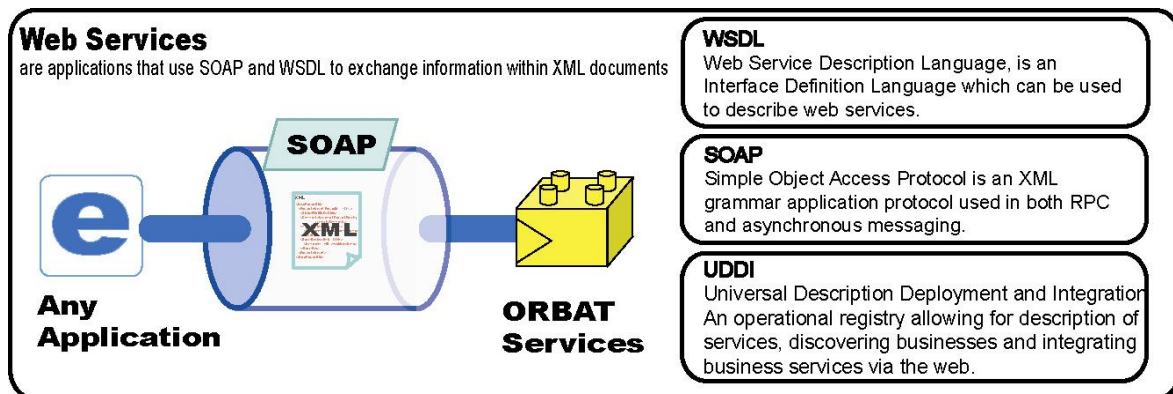 Web Services
are applications that use SOAP and WSDL to exchange information within XML documents
SOAP
XML
e
Any
Application
ORBAT
Services
WSDL
Web Service Description Language, is an
Interface Definition Language which can be used
to describe web services.
SOAP
Simple Object Access Protocol is an XML
grammar application protocol used in both RPC
and asynchronous messaging.
UDDI
Universal Description Deployment and Integration
An operational registry allowing for description of
services, discovering businesses and integrating
business services via the web.